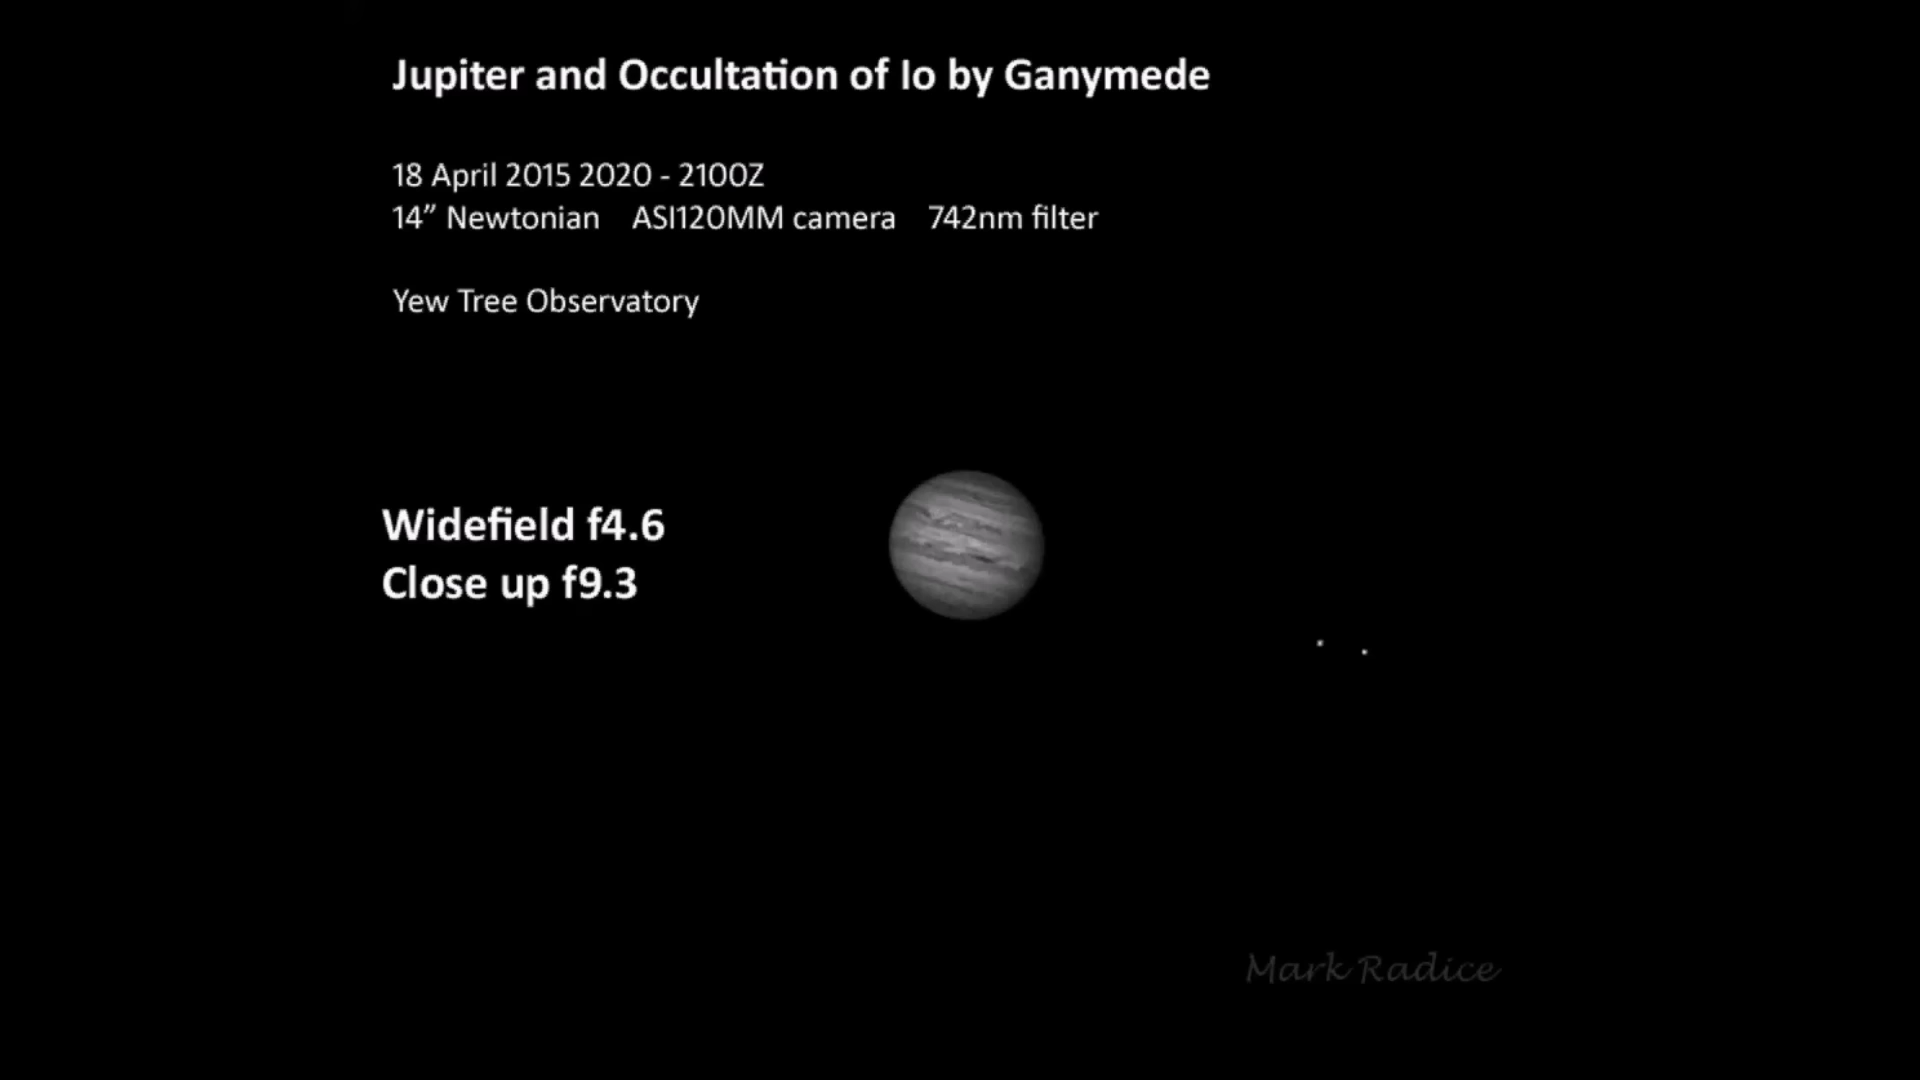 Jupiter and Occultation of Io by Ganymede
18 April 2015 2020 - 2100Z
14” Newtonian ASI120MM camera 742nm filter
Yew Tree Observatory
Widefield f4.6
Close up f9.3
Mark Radice